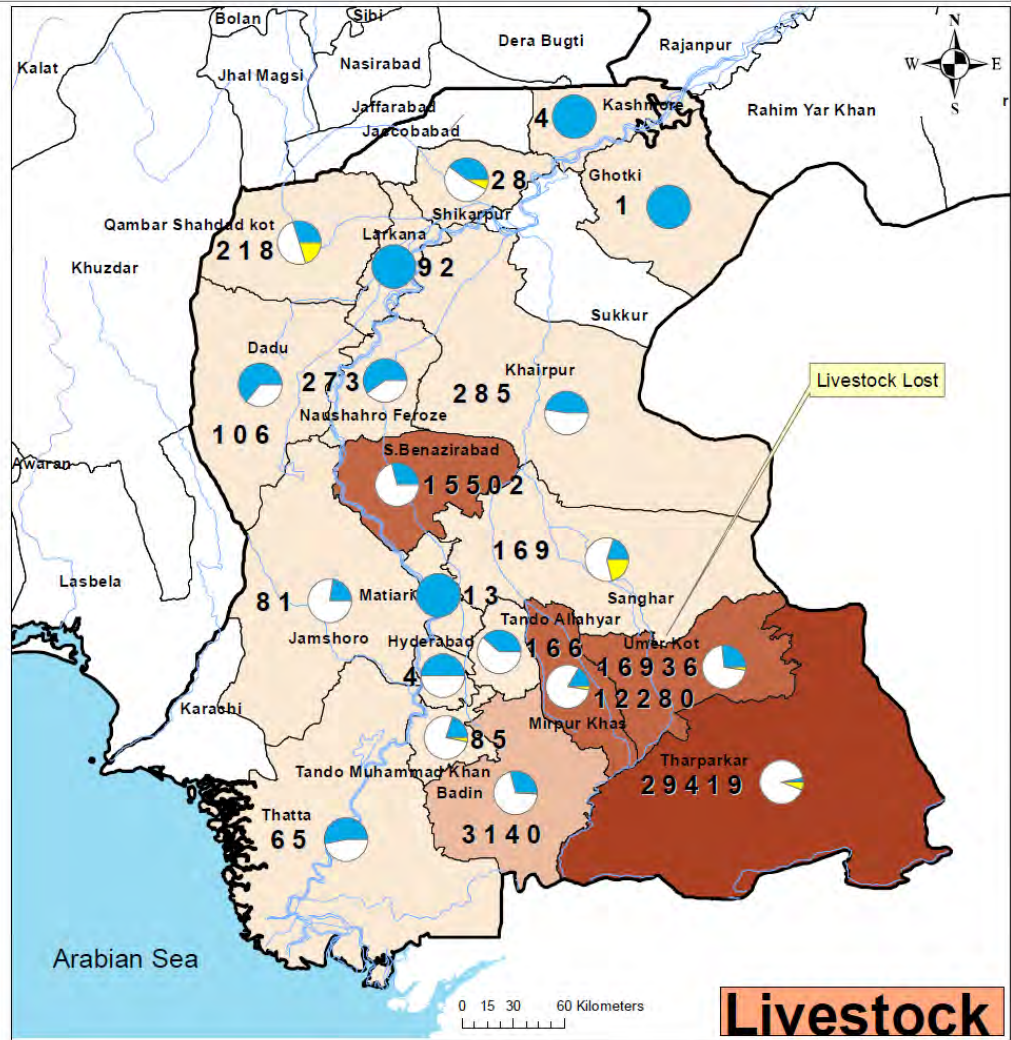 Bolan
Sibi
N
Dera Bugti
Rajanpur
Kalat
Nasirabad
W E
Jhal Magsi
S
r
Jaffarabad
Kashmore
Rahim Yar Khan
4
Jaccobabad
Ghotki
28
1
Shikarpur
Qambar Shahdad kot
Larkana
218
92
Khuzdar
Sukkur
Dadu
Khairpur
273
285
Livestock Lost
Naushahro Feroze
106
S.Benazirabad
Awaran
15502
169
Lasbela
81
Matiari
13
Sanghar
Tando Allahyar
Jamshoro
Hyderabad
166
Umer Kot
16936
4
12280
Karachi
Mirpur Khas
85
Tharparkar
Tando Muhammad Khan
29419
Badin
Thatta
65
3140
Arabian Sea
0 15 30 60 Kilometers
Livestock